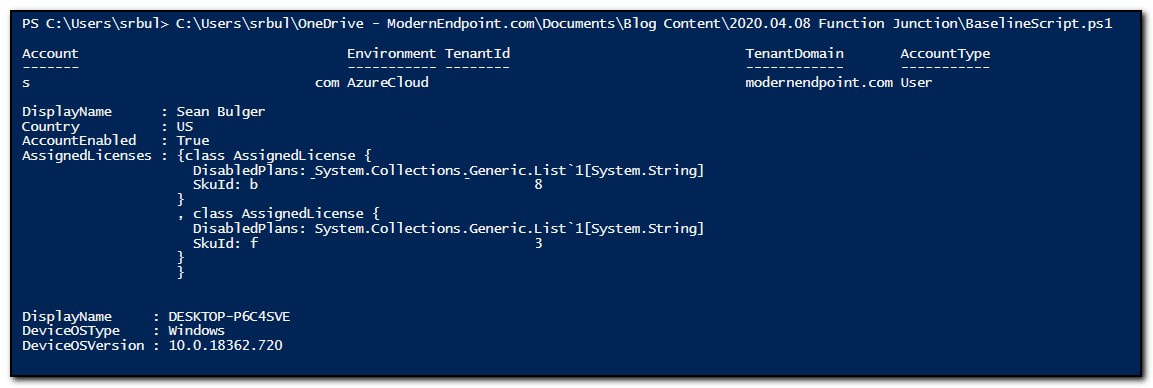 PS C:\Users\srbul> C:\Users\srbul\OneDrive - ModernEndpoint.com\Documents\Blog Content\2020.04.08 Function Junction\BaselineScript.ps1
Account Environment TenantId TenantDomain AccountType
------- ----------- -------- ------------ -----------
s com AzureCloud modernendpoint.com User
DisplayName : Sean Bulger
Country : US
AccountEnabled : True
AssignedLicenses : {class AssignedLicense {
DisabledPlans: System.Collections.Generic.List`1[System.String]
SkuId: b 8
}
, class AssignedLicense {
DisabledPlans: System.Collections.Generic.List`1[System.String]
SkuId: f 3
}
}
DisplayName : DESKTOP-P6C4SVE
DeviceOSType : Windows
DeviceOSVersion : 10.0.18362.720